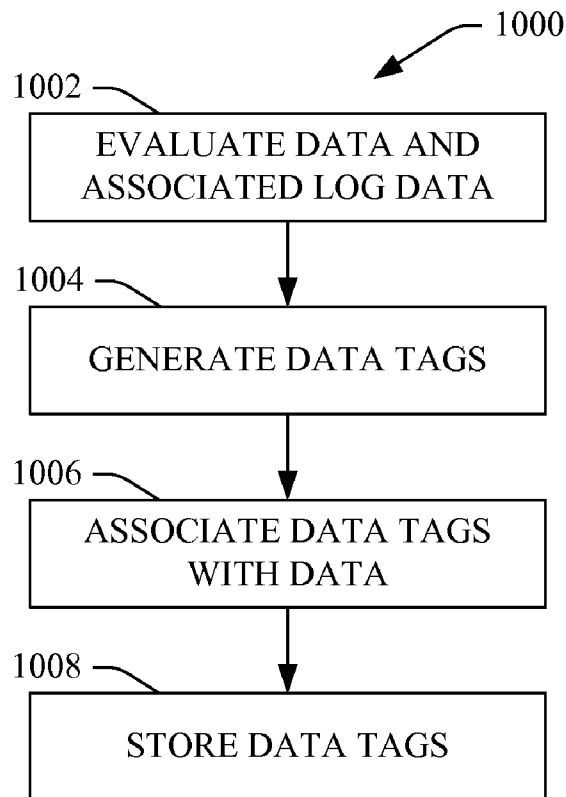 1000
1002
EVALUATE DATA AND
ASSOCIATED LOG DATA
1004
GENERATE DATA TAGS
1006
ASSOCIATE DATA TAGS
WITH DATA
1008
STORE DATA TAGS